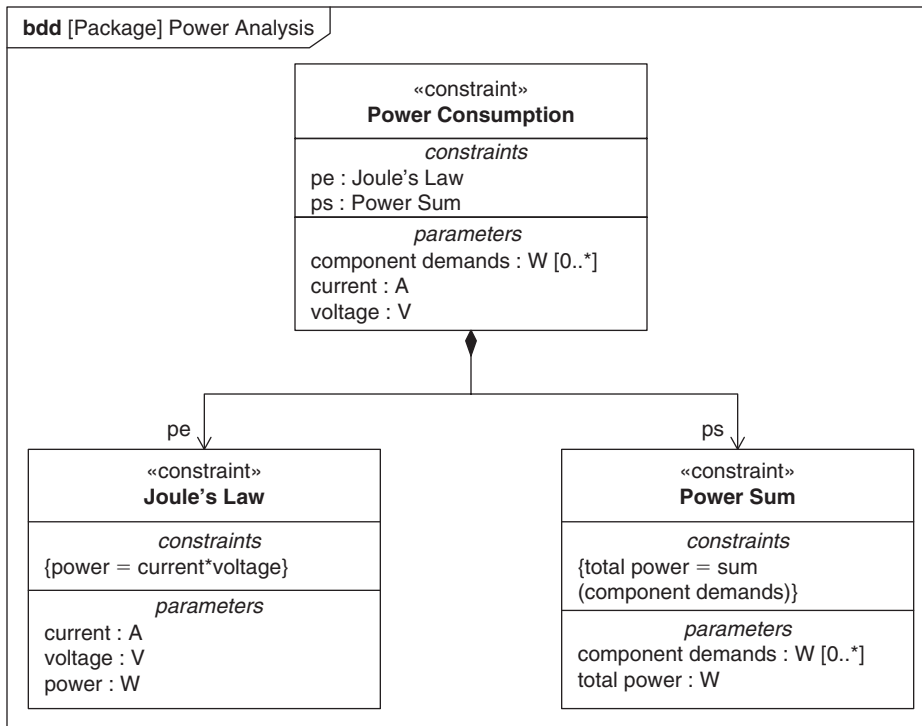 bdd [Package] Power Analysis
«constraint»
Power Consumption
constraints
pe : Joule's Law
ps : Power Sum
parameters
component demands : W [0..*]
current : A
voltage : V
pe
ps
«constraint»
Joule's Law
constraints
{power = current*voltage}
parameters
current : A
voltage : V
power : W
«constraint»
Power Sum
constraints
{total power = sum
(component demands)}
parameters
component demands : W [0..*]
total power : W